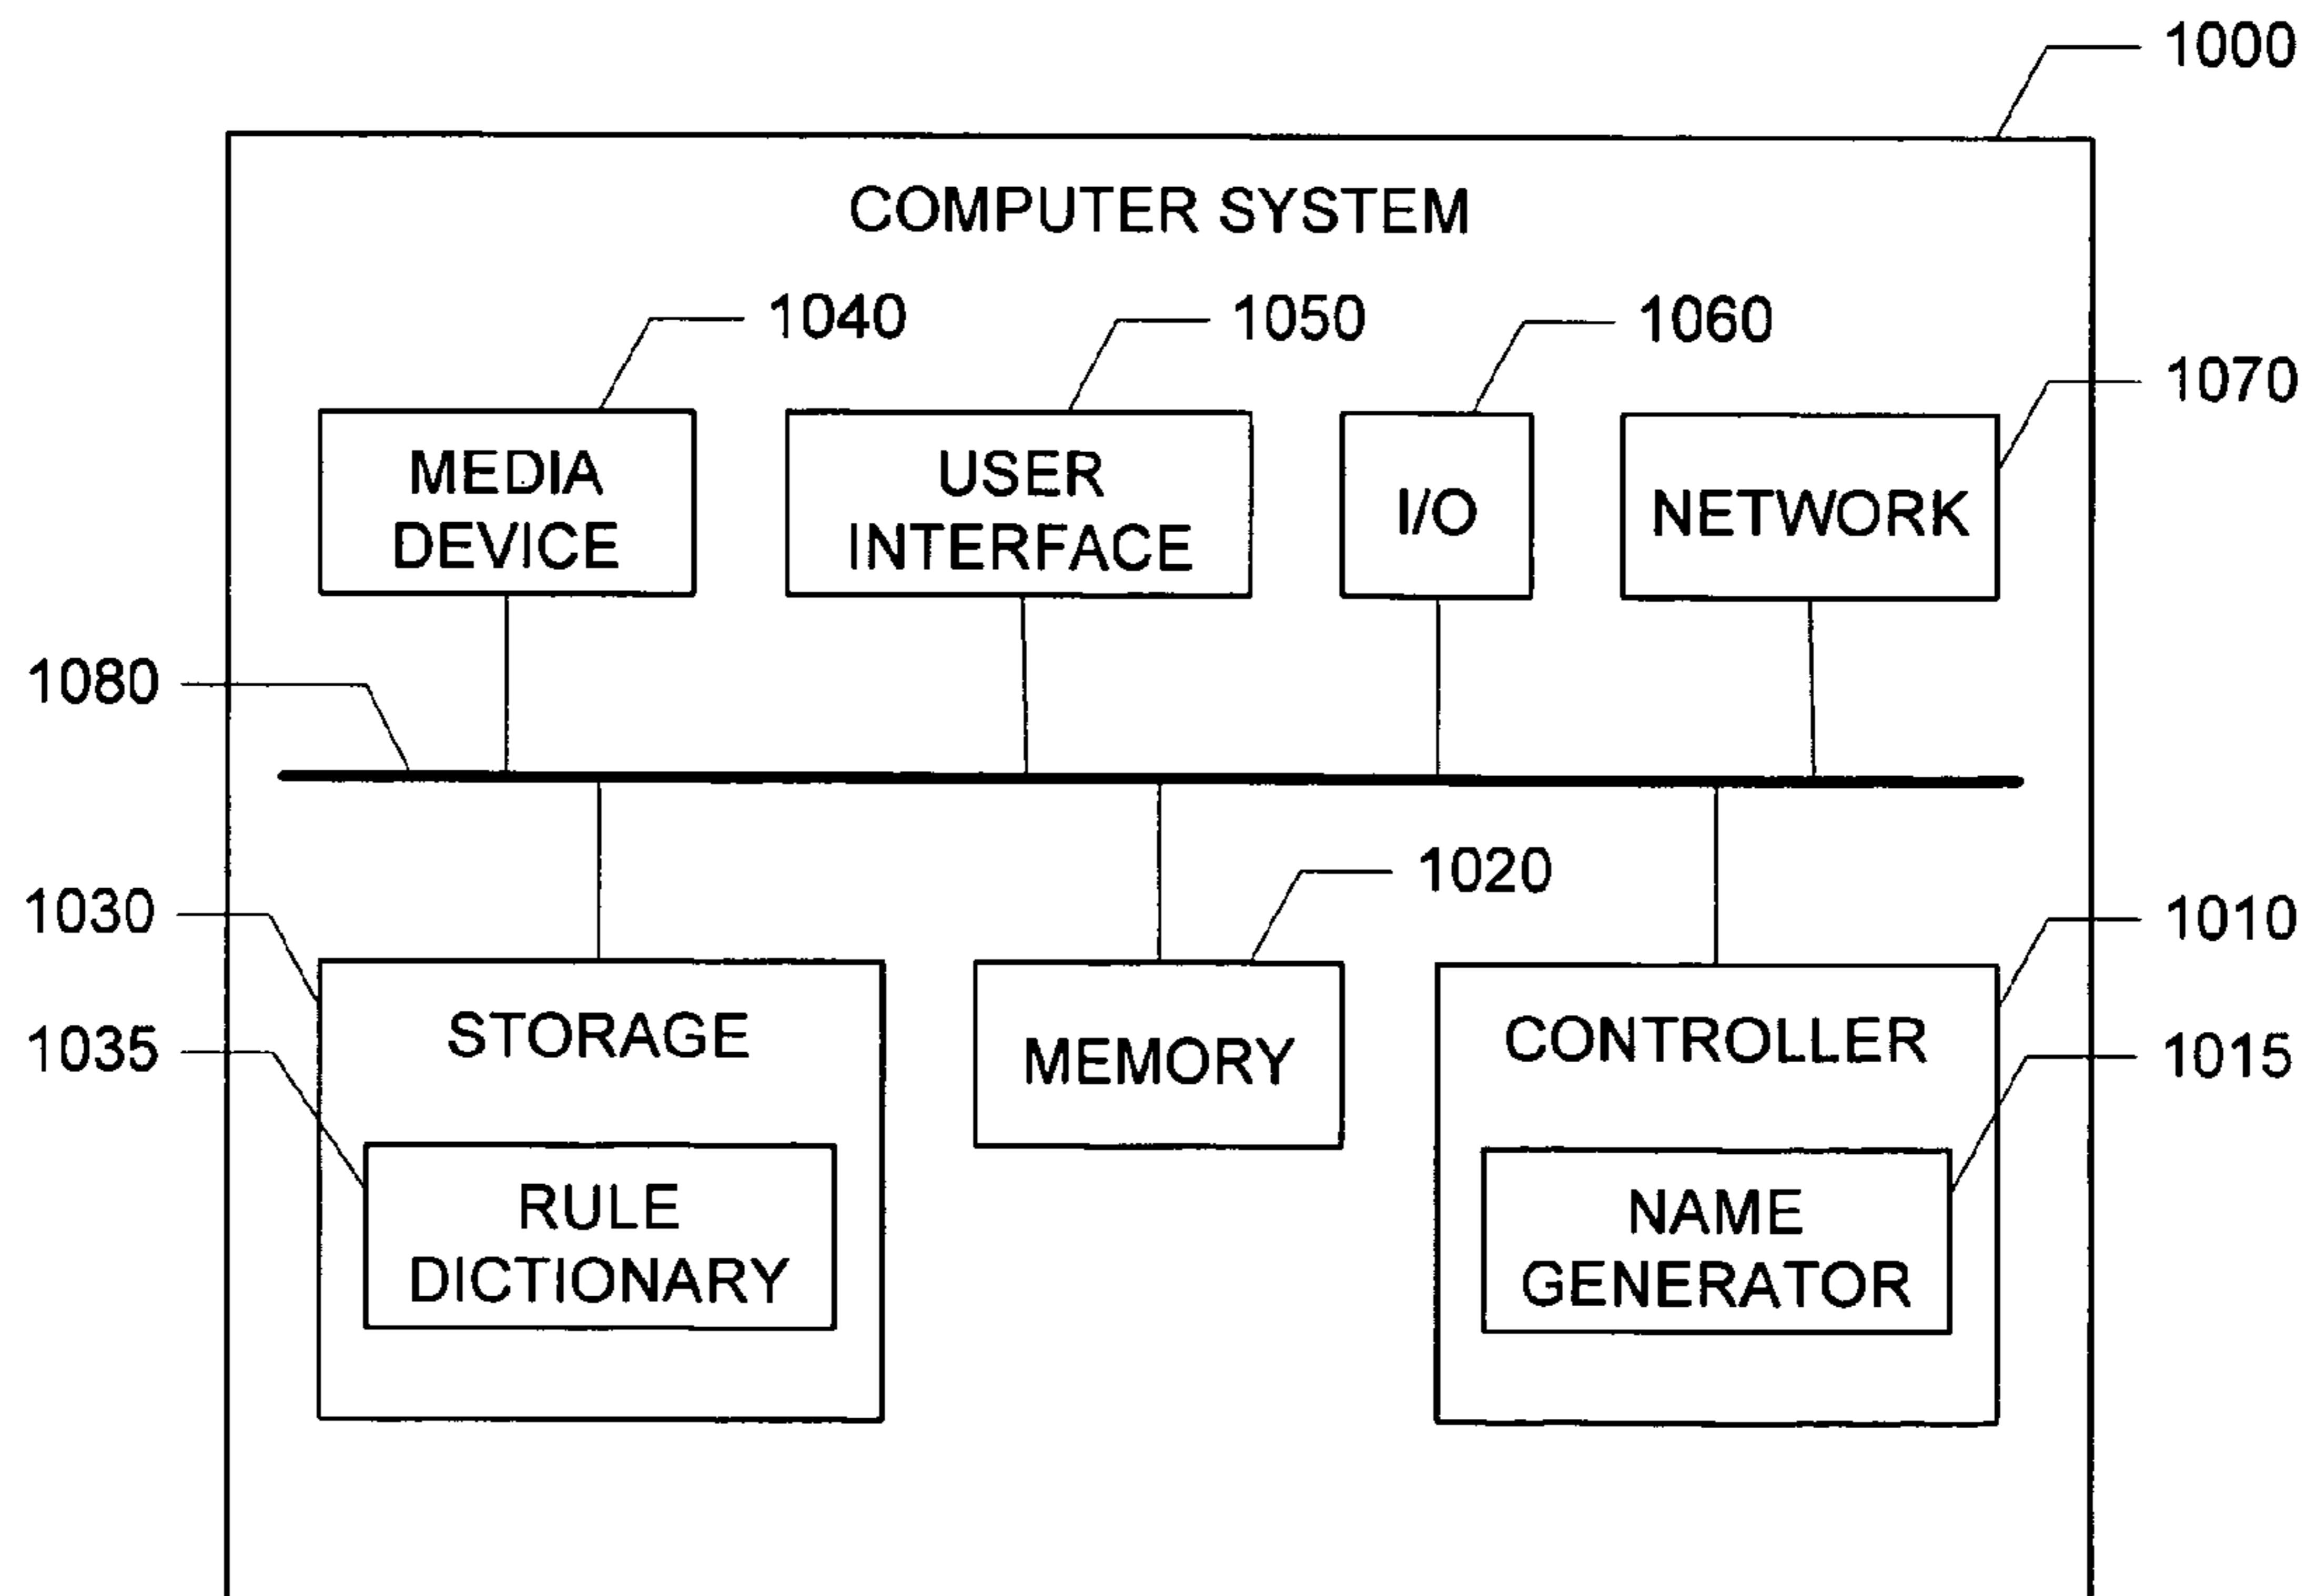 1000
COMPUTER SYSTEM
1040
1050
1060
1070
MEDIA
DEVICE
USER
INTERFACE
I/O
NETWORK
1080
1020
1030
1010
STORAGE
MEMORY
CONTROLLER
1035
1015
RULE
DICTIONARY
NAME
GENERATOR